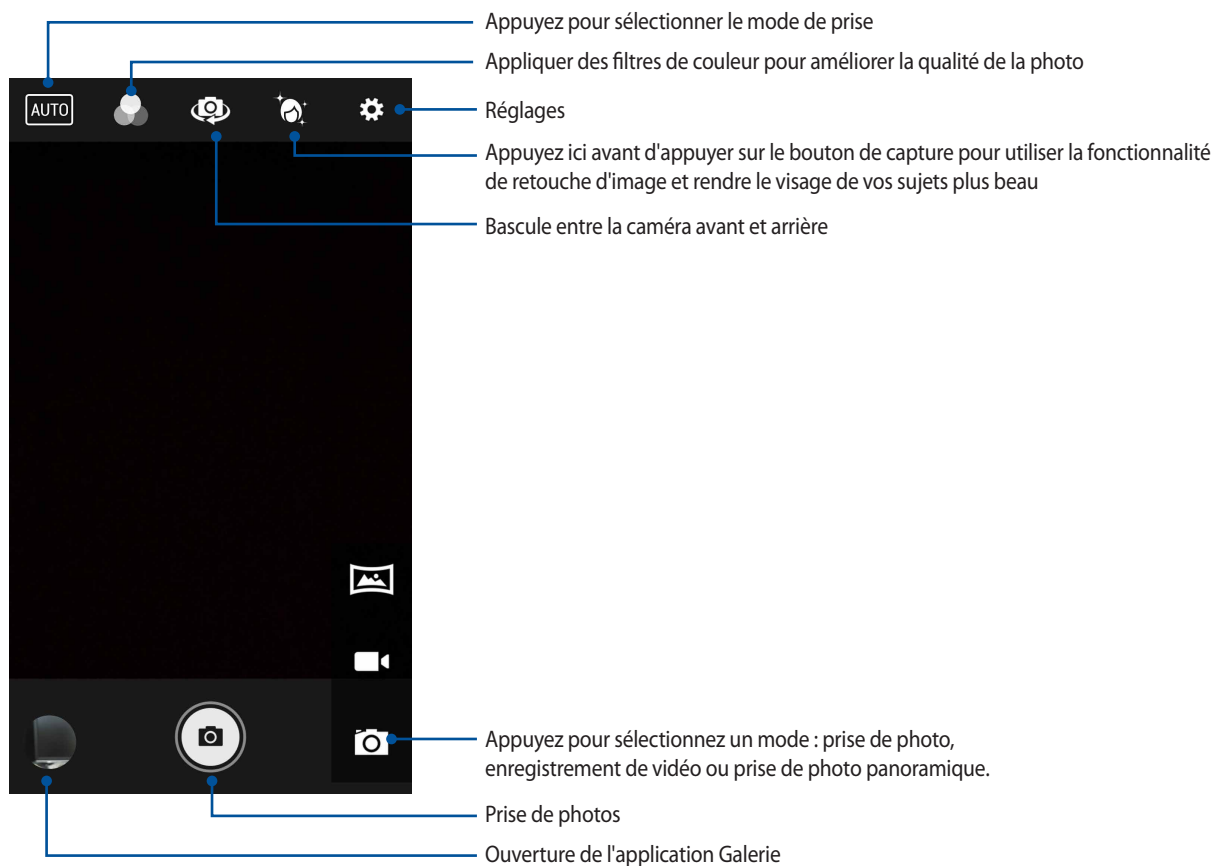 Appuyez pour sélectionner le mode de prise
Appliquer des filtres de couleur pour améliorer la qualité de la photo
AUTO
Réglages
Appuyez ici avant d'appuyer sur le bouton de capture pour utiliser la fonctionnalité
de retouche d'image et rendre le visage de vos sujets plus beau
Bascule entre la caméra avant et arrière
Appuyez pour sélectionnez un mode : prise de photo,
enregistrement de vidéo ou prise de photo panoramique.
Prise de photos
Ouverture de l'application Galerie